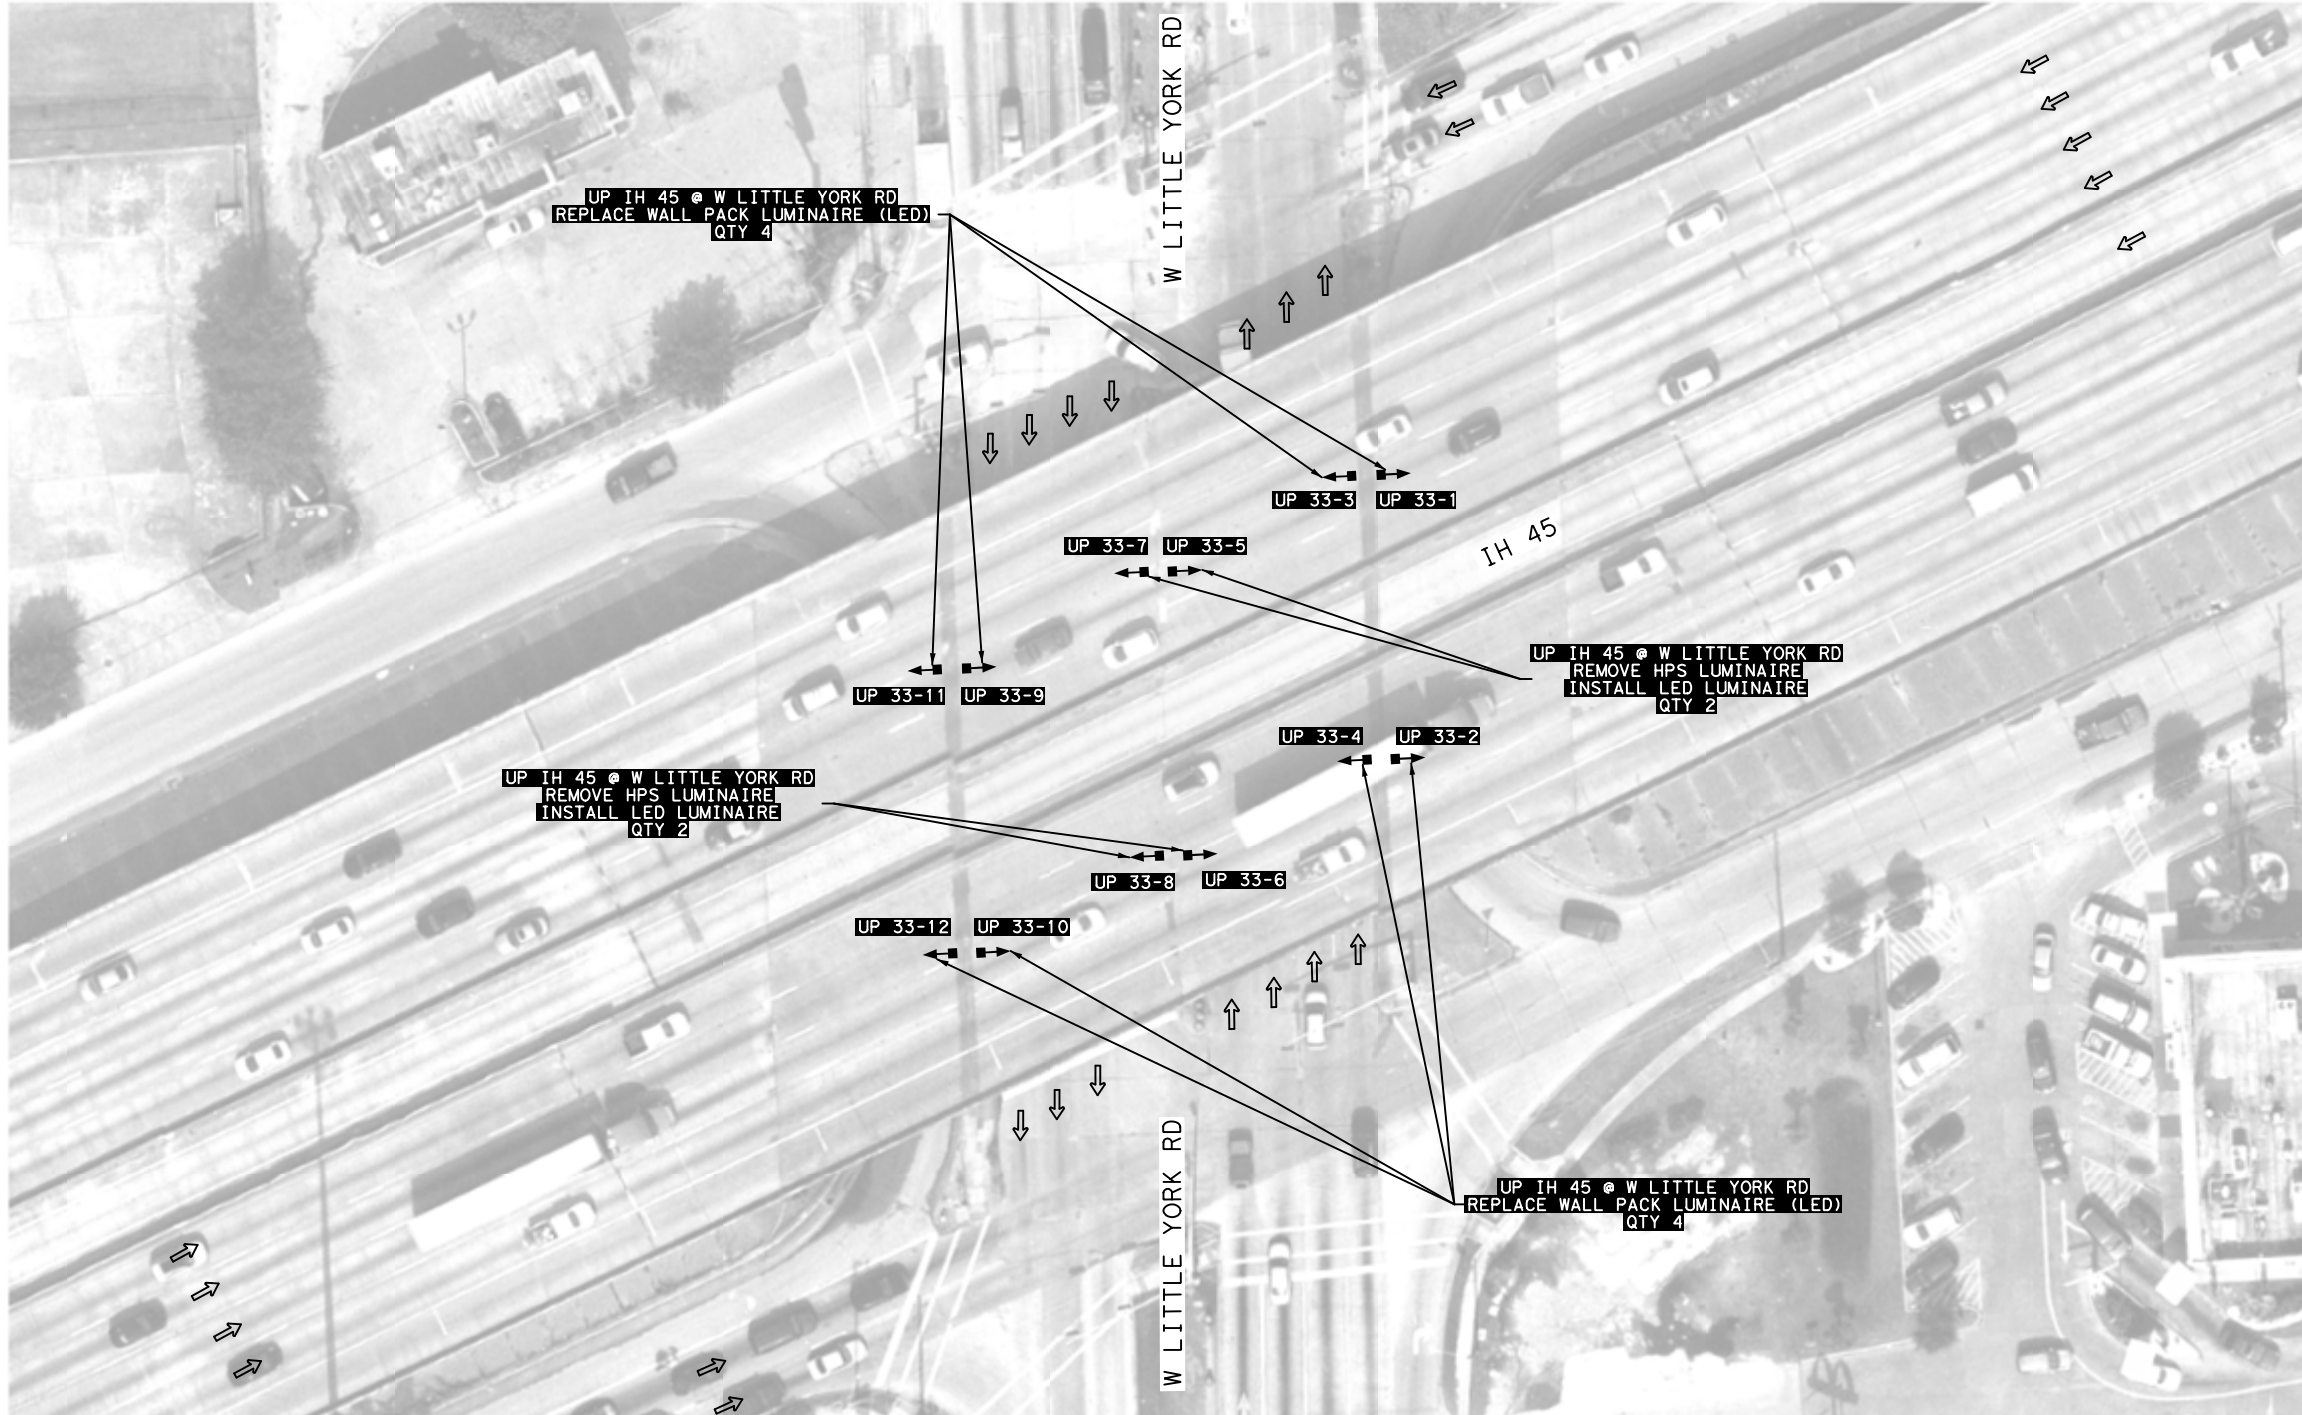 W LITTLE YORK RD
UP IH 45 @ W LITTLE YORK RD
REPLACE WALL PACK LUMINAIRE (LED)
QTY 4
UP 33-3
UP 33-1
IH 45
UP 33-7
UP 33-5
UP IH 45 @ W LITTLE YORK RD
REMOVE HPS LUMINAIRE
INSTALL LED LUMINAIRE
QTY 2
UP 33-11
UP 33-9
UP 33-4
UP 33-2
UP IH 45 @ W LITTLE YORK RD
REMOVE HPS LUMINAIRE
INSTALL LED LUMINAIRE
QTY 2
UP 33-8
UP 33-6
UP 33-12
UP 33-10
W LITTLE YORK RD
UP IH 45 @ W LITTLE YORK RD
REPLACE WALL PACK LUMINAIRE (LED)
QTY 4